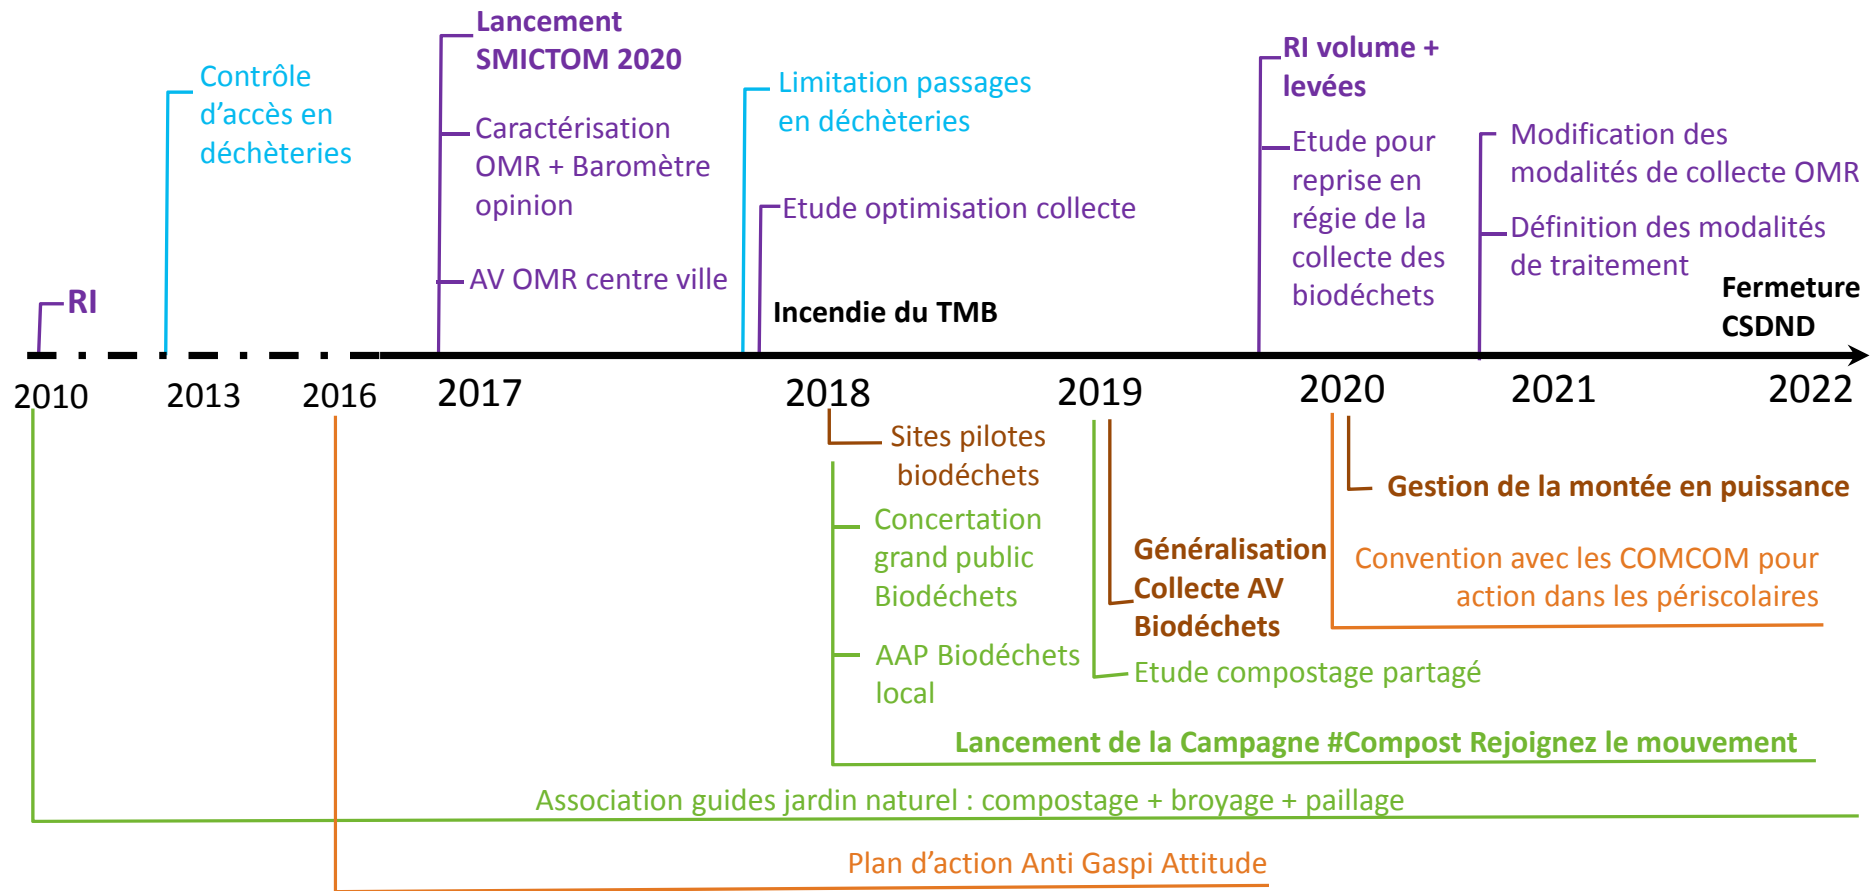 Lancement
SMICTOM 2020
Contrôle
d'accès en
déchèteries
Caractérisation
OMR + Baromètre
opinion
AV OMR centre ville
RI
Limitation passages
en déchèteries
Etude optimisation collecte
Incendie du TMB
RI volume +
levées
Etude pour
reprise en
régie de la
collecte des
biodéchets
Modification des
modalités de collecte OMR
Définition des modalités
de traitement
Fermeture
CSDND
2010
2013
2016
2017
2018
2019
2020
2021
2022
Sites pilotes
biodéchets
Concertation
grand public
Biodéchets
AAP Biodéchets
local
Généralisation
Collecte AV
Biodéchets
Etude compostage partagé
Gestion de la montée en puissance
Convention avec les COMCOM pour
action dans les périscolaires
Lancement de la Campagne #Compost Rejoignez le mouvement
Association guides jardin naturel : compostage + broyage + paillage
Plan d'action Anti Gaspi Attitude